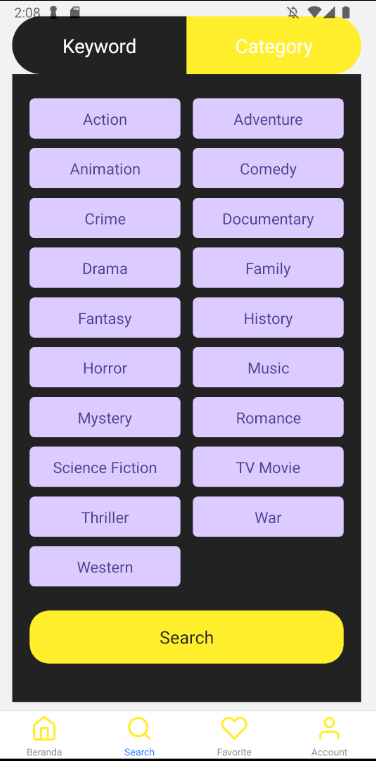 2:08
Keyword Category
Action Adventure
Animation Comedy
Crime Documentary
Drama Family
Fantasy History
Horror Music
Mystery Romance
Science Fiction TV Movie
Thriller War
Western
Search
Beranda Search Favorite Account